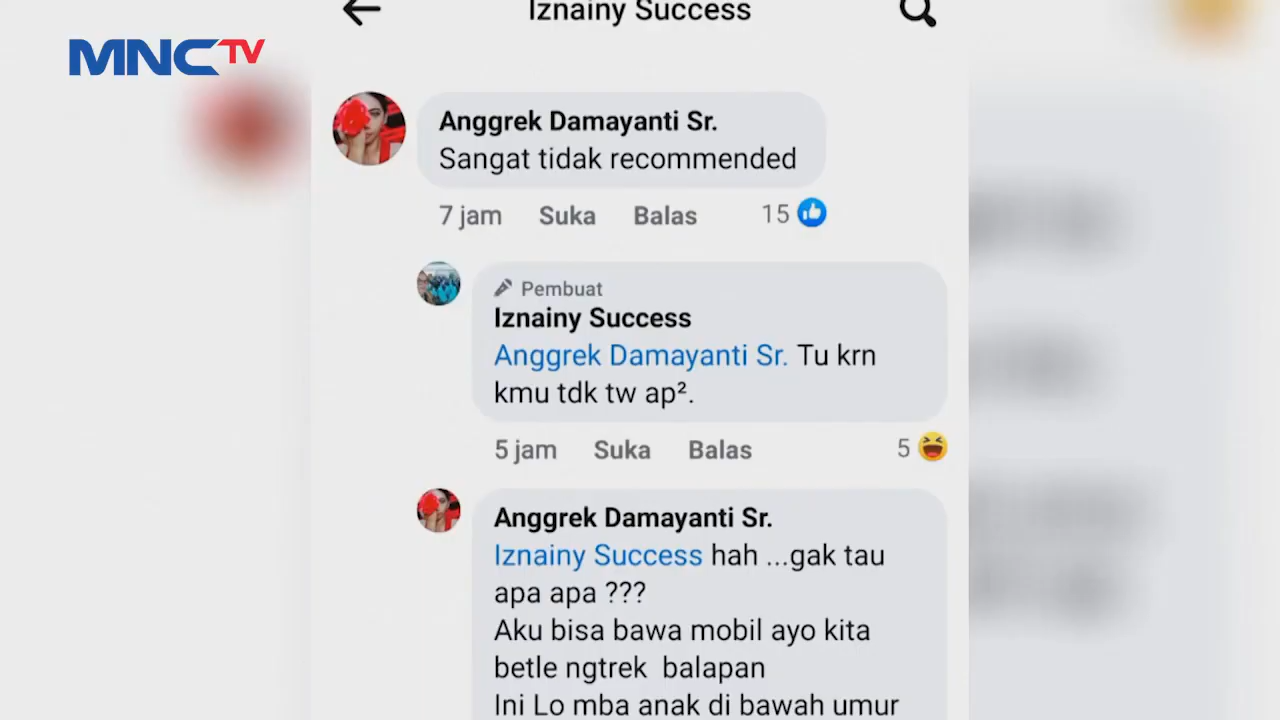 Iznainy Success
MNCTV
Anggrek Damayanti Sr.
Sangat tidak recommended
7 jam Suka Balas 15
Pembuat
Iznainy Success
Anggrek Damayanti Sr. Tu krn
kmu tdk tw ap².
5 jam Suka Balas 5
Anggrek Damayanti Sr.
Iznainy Success hah ...gak tau
apa apa ???
Aku bisa bawa mobil ayo kita
betle ngtrek balapan
Ini Lo mba anak di bawah umur